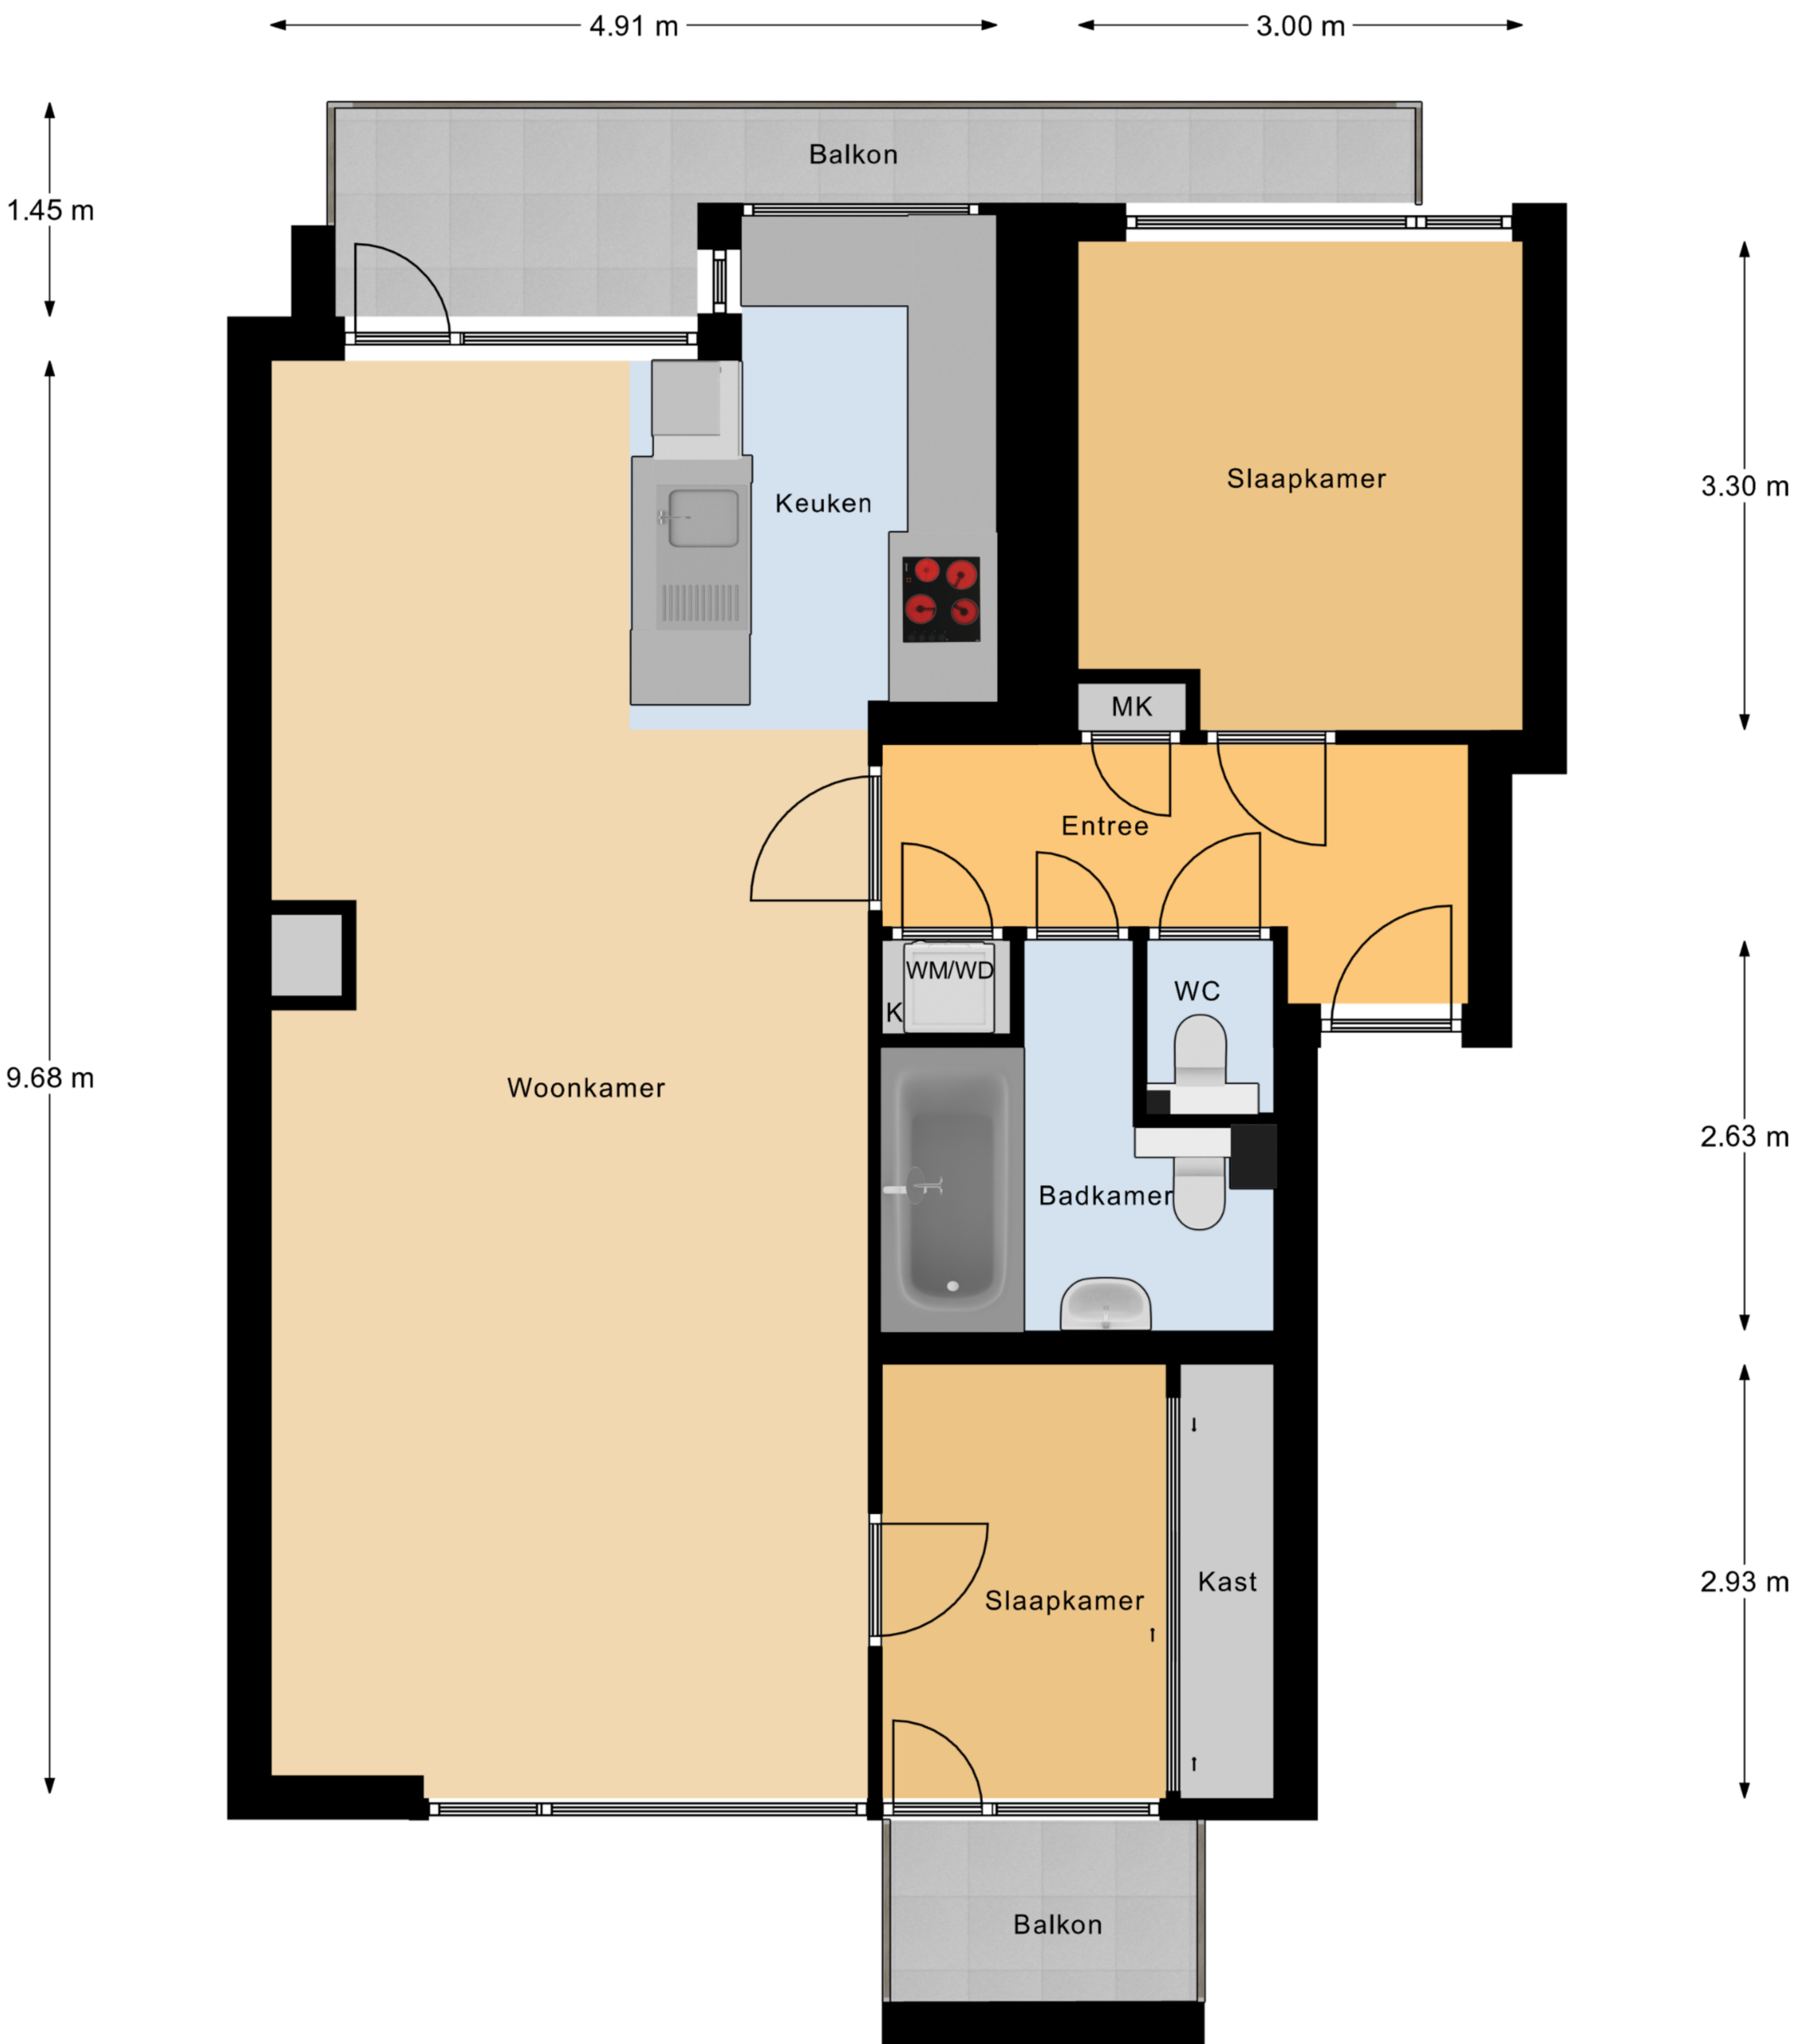 4.91 m
3.00 m
Balkon
1.45 m
Slaapkamer
3.30 m
Keuken
MK
Entree
WM/WD
K
WC
9.68 m
Woonkamer
2.63 m
Badkamer
Kast
2.93 m
Slaapkamer
Balkon